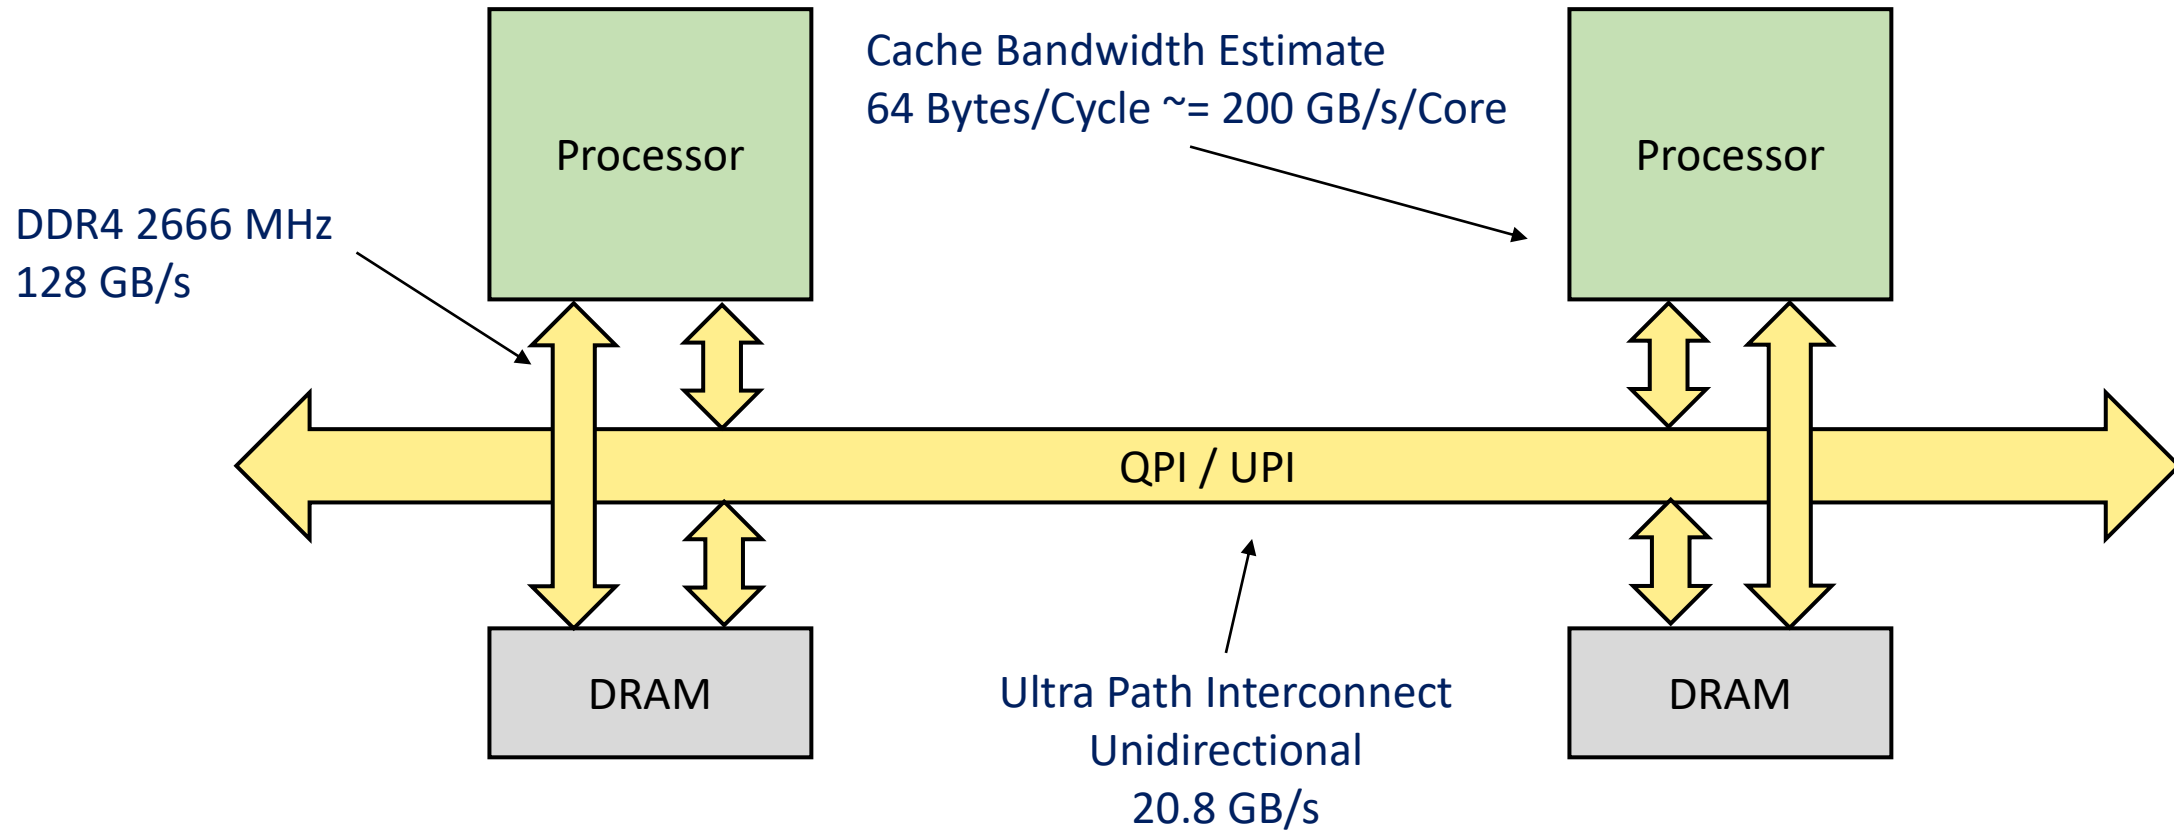 Processor
Cache Bandwidth Estimate
64 Bytes/Cycle ~= 200 GB/s/Core
Processor
DDR4 2666 MHz
128 GB/s
QPI / UPI
DRAM
Ultra Path Interconnect
Unidirectional
20.8 GB/s
DRAM